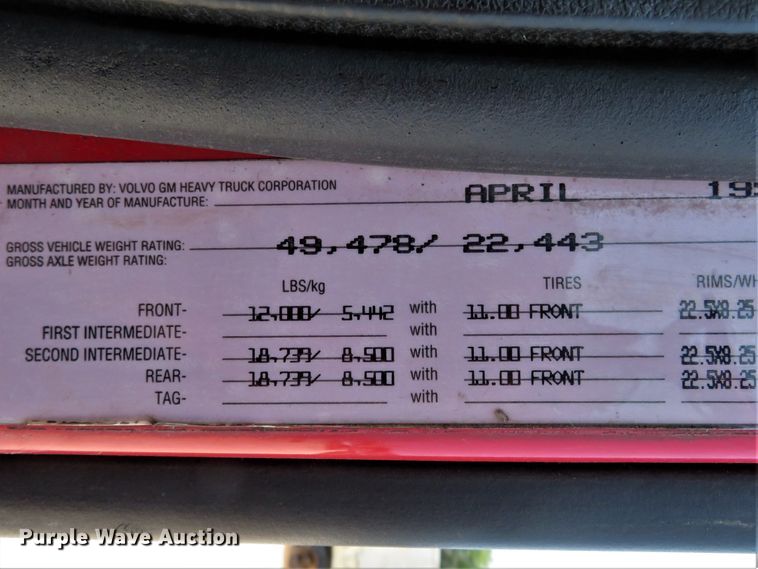 MANUFACTURED BY: VOLVO GM HEAVY TRUCK CORPORATION
MONTH AND YEAR OF MANUFACTURE: APRIL
GROSS VEHICLE WEIGHT RATING: 49,478/ 22,443
GROSS AXLE WEIGHT RATING:
LBS/kg TIRES RIMS/WH
FRONT- 12,000/ 5,442 with 11.00 FRONT 22.5X8.25
FIRST INTERMEDIATE- with
SECOND INTERMEDIATE- 18,739/ 8,500 with 11.00 FRONT 22.5X8.25
REAR- 18,739/ 8,500 with 11.00 FRONT 22.5X8.25
TAG- with
Purple Wave Auction